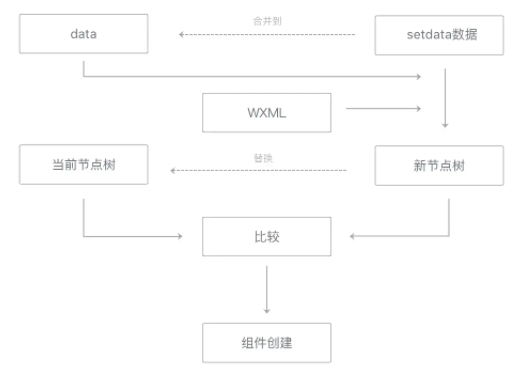 data
合并到
setdata数据
WXML
当前节点树
替换
新节点树
比较
组件创建